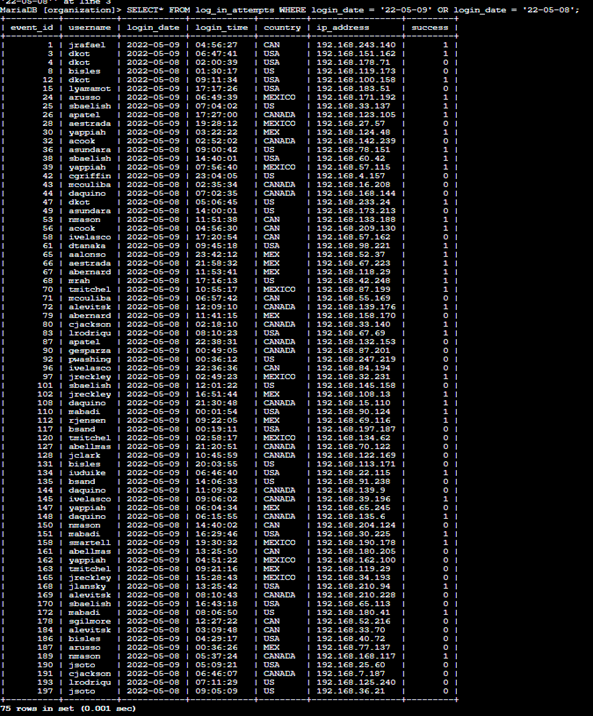 '22-05-08'' at line 3
MariaDB [organization]> SELECT* FROM log_in_attempts WHERE login_date = '22-05-09' OR login_date = '22-05-08';
+----------+----------+------------+------------+---------+-----------------+---------+
| event_id | username | login_date | login_time | country | ip_address | success |
+----------+----------+------------+------------+---------+-----------------+---------+
| 1 | jrafael | 2022-05-09 | 04:56:27 | CAN | 192.168.243.140 | 1 |
| 3 | dkot | 2022-05-09 | 06:47:41 | USA | 192.168.151.162 | 1 |
| 4 | dkot | 2022-05-08 | 02:00:39 | USA | 192.168.178.71 | 0 |
| 8 | bisles | 2022-05-08 | 01:30:17 | US | 192.168.119.173 | 0 |
| 12 | dkot | 2022-05-08 | 09:11:34 | USA | 192.168.100.158 | 1 |
| 15 | lyamamot | 2022-05-09 | 17:17:26 | USA | 192.168.183.51 | 0 |
| 24 | arusso | 2022-05-09 | 06:49:39 | MEXICO | 192.168.171.192 | 1 |
| 25 | sbaelish | 2022-05-09 | 07:04:02 | US | 192.168.33.137 | 1 |
| 26 | apatel | 2022-05-08 | 17:27:00 | CANADA | 192.168.123.105 | 1 |
| 28 | aestrada | 2022-05-09 | 19:28:12 | MEXICO | 192.168.27.57 | 0 |
| 30 | yappiah | 2022-05-09 | 03:22:22 | MEX | 192.168.124.48 | 1 |
| 32 | acook | 2022-05-09 | 02:52:02 | CANADA | 192.168.142.239 | 0 |
| 36 | asundara | 2022-05-08 | 09:00:42 | US | 192.168.78.151 | 1 |
| 38 | sbaelish | 2022-05-09 | 14:40:01 | USA | 192.168.60.42 | 1 |
| 39 | yappiah | 2022-05-09 | 07:56:40 | MEXICO | 192.168.57.115 | 1 |
| 42 | cgriffin | 2022-05-09 | 23:04:05 | US | 192.168.4.157 | 0 |
| 43 | mcouliba | 2022-05-08 | 02:35:34 | CANADA | 192.168.16.208 | 0 |
| 44 | daquino | 2022-05-08 | 07:02:35 | CANADA | 192.168.168.144 | 0 |
| 47 | dkot | 2022-05-08 | 05:06:45 | US | 192.168.233.24 | 1 |
| 49 | asundara | 2022-05-08 | 14:00:01 | US | 192.168.173.213 | 0 |
| 53 | nmason | 2022-05-08 | 11:51:38 | CAN | 192.168.133.188 | 1 |
| 56 | acook | 2022-05-08 | 04:56:30 | CAN | 192.168.209.130 | 1 |
| 58 | ivelasco | 2022-05-09 | 17:20:54 | CAN | 192.168.57.162 | 0 |
| 61 | dtanaka | 2022-05-09 | 09:45:18 | USA | 192.168.98.221 | 1 |
| 65 | aalonso | 2022-05-09 | 23:42:12 | MEX | 192.168.52.37 | 1 |
| 66 | aestrada | 2022-05-08 | 21:58:32 | MEX | 192.168.67.223 | 1 |
| 67 | abernard | 2022-05-09 | 11:53:41 | MEX | 192.168.118.29 | 1 |
| 68 | mrah | 2022-05-08 | 17:16:13 | US | 192.168.42.248 | 1 |
| 70 | tmitchel | 2022-05-09 | 10:55:17 | MEXICO | 192.168.87.199 | 1 |
| 71 | mcouliba | 2022-05-09 | 06:57:42 | CAN | 192.168.55.169 | 0 |
| 72 | alevitsk | 2022-05-08 | 12:09:10 | CANADA | 192.168.139.176 | 1 |
| 79 | abernard | 2022-05-09 | 11:41:15 | MEX | 192.168.158.170 | 0 |
| 80 | cjackson | 2022-05-08 | 02:18:10 | CANADA | 192.168.33.140 | 1 |
| 83 | lrodriqu | 2022-05-08 | 08:10:23 | USA | 192.168.67.69 | 1 |
| 87 | apatel | 2022-05-08 | 22:38:31 | CANADA | 192.168.132.153 | 0 |
| 90 | gesparza | 2022-05-09 | 00:49:05 | CANADA | 192.168.87.201 | 0 |
| 92 | pwashing | 2022-05-08 | 00:36:12 | US | 192.168.247.219 | 0 |
| 96 | ivelasco | 2022-05-09 | 22:36:36 | CAN | 192.168.84.194 | 0 |
| 97 | jreckley | 2022-05-09 | 02:49:23 | MEXICO | 192.168.32.231 | 1 |
| 101 | sbaelish | 2022-05-09 | 12:01:22 | US | 192.168.145.158 | 0 |
| 102 | jreckley | 2022-05-09 | 16:51:44 | MEX | 192.168.108.13 | 1 |
| 108 | daquino | 2022-05-08 | 21:30:48 | CANADA | 192.168.15.110 | 1 |
| 110 | mabadi | 2022-05-09 | 00:01:54 | USA | 192.168.90.124 | 1 |
| 112 | rjensen | 2022-05-08 | 09:22:05 | MEX | 192.168.69.116 | 1 |
| 117 | bsand | 2022-05-08 | 00:19:11 | USA | 192.168.197.187 | 0 |
| 120 | tmitchel | 2022-05-09 | 02:58:17 | MEXICO | 192.168.134.62 | 0 |
| 127 | abellmas | 2022-05-09 | 21:20:51 | CANADA | 192.168.70.122 | 0 |
| 128 | jclark | 2022-05-09 | 10:45:59 | CANADA | 192.168.122.169 | 0 |
| 131 | bisles | 2022-05-09 | 20:03:55 | US | 192.168.113.171 | 0 |
| 134 | iuduike | 2022-05-08 | 06:46:40 | USA | 192.168.22.115 | 1 |
| 135 | bsand | 2022-05-09 | 14:06:33 | US | 192.168.91.238 | 0 |
| 144 | daquino | 2022-05-08 | 11:09:32 | CANADA | 192.168.139.9 | 0 |
| 145 | ivelasco | 2022-05-08 | 09:06:02 | CANADA | 192.168.39.196 | 1 |
| 147 | yappiah | 2022-05-08 | 06:04:34 | MEX | 192.168.65.245 | 0 |
| 148 | daquino | 2022-05-08 | 06:15:55 | CANADA | 192.168.135.6 | 0 |
| 150 | nmason | 2022-05-08 | 14:40:02 | CAN | 192.168.204.124 | 0 |
| 151 | mabadi | 2022-05-09 | 16:29:46 | USA | 192.168.30.225 | 1 |
| 158 | smartell | 2022-05-09 | 19:30:32 | MEXICO | 192.168.190.178 | 1 |
| 161 | abellmas | 2022-05-09 | 13:25:50 | CAN | 192.168.180.205 | 0 |
| 162 | yappiah | 2022-05-08 | 04:51:22 | MEXICO | 192.168.162.100 | 0 |
| 163 | tmitchel | 2022-05-08 | 09:21:16 | MEX | 192.168.119.29 | 0 |
| 165 | jreckley | 2022-05-09 | 15:28:43 | MEXICO | 192.168.34.193 | 0 |
| 168 | jlansky | 2022-05-09 | 13:25:42 | USA | 192.168.210.94 | 1 |
| 169 | alevitsk | 2022-05-08 | 08:10:43 | CANADA | 192.168.210.228 | 0 |
| 170 | sbaelish | 2022-05-09 | 16:43:18 | USA | 192.168.65.113 | 0 |
| 172 | mabadi | 2022-05-08 | 08:06:50 | US | 192.168.180.41 | 1 |
| 178 | sgilmore | 2022-05-08 | 12:27:22 | CAN | 192.168.52.216 | 0 |
| 184 | alevitsk | 2022-05-08 | 03:09:48 | CAN | 192.168.33.70 | 0 |
| 186 | bisles | 2022-05-09 | 04:29:17 | USA | 192.168.40.72 | 0 |
| 187 | arusso | 2022-05-09 | 00:36:26 | MEX | 192.168.77.137 | 0 |
| 189 | nmason | 2022-05-08 | 05:37:24 | CANADA | 192.168.168.117 | 1 |
| 190 | jsoto | 2022-05-09 | 05:09:21 | USA | 192.168.25.60 | 0 |
| 191 | cjackson | 2022-05-08 | 06:46:07 | CANADA | 192.168.7.187 | 0 |
| 193 | lrodriqu | 2022-05-08 | 07:11:29 | US | 192.168.125.240 | 0 |
| 197 | jsoto | 2022-05-08 | 09:05:09 | US | 192.168.36.21 | 0 |
+----------+----------+------------+------------+---------+-----------------+---------+
75 rows in set (0.001 sec)